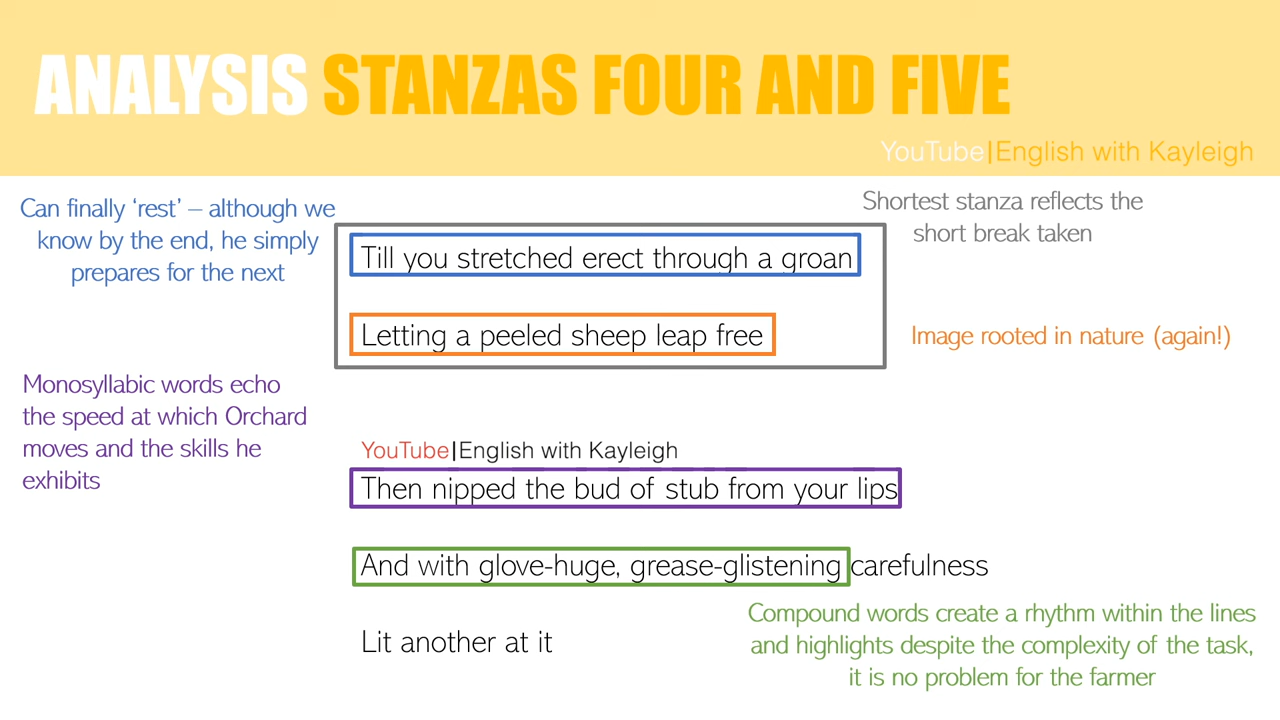 ANALYSIS STANZAS FOUR AND FIVE
YouTube|English with Kayleigh
Can finally ‘rest’ – although we
know by the end, he simply
prepares for the next
Shortest stanza reflects the
short break taken
Till you stretched erect through a groan
Letting a peeled sheep leap free
Image rooted in nature (again!)
Monosyllabic words echo
the speed at which Orchard
moves and the skills he
exhibits
YouTube|English with Kayleigh
Then nipped the bud of stub from your lips
And with glove-huge, grease-glistening carefulness
Lit another at it
Compound words create a rhythm within the lines
and highlights despite the complexity of the task,
it is no problem for the farmer